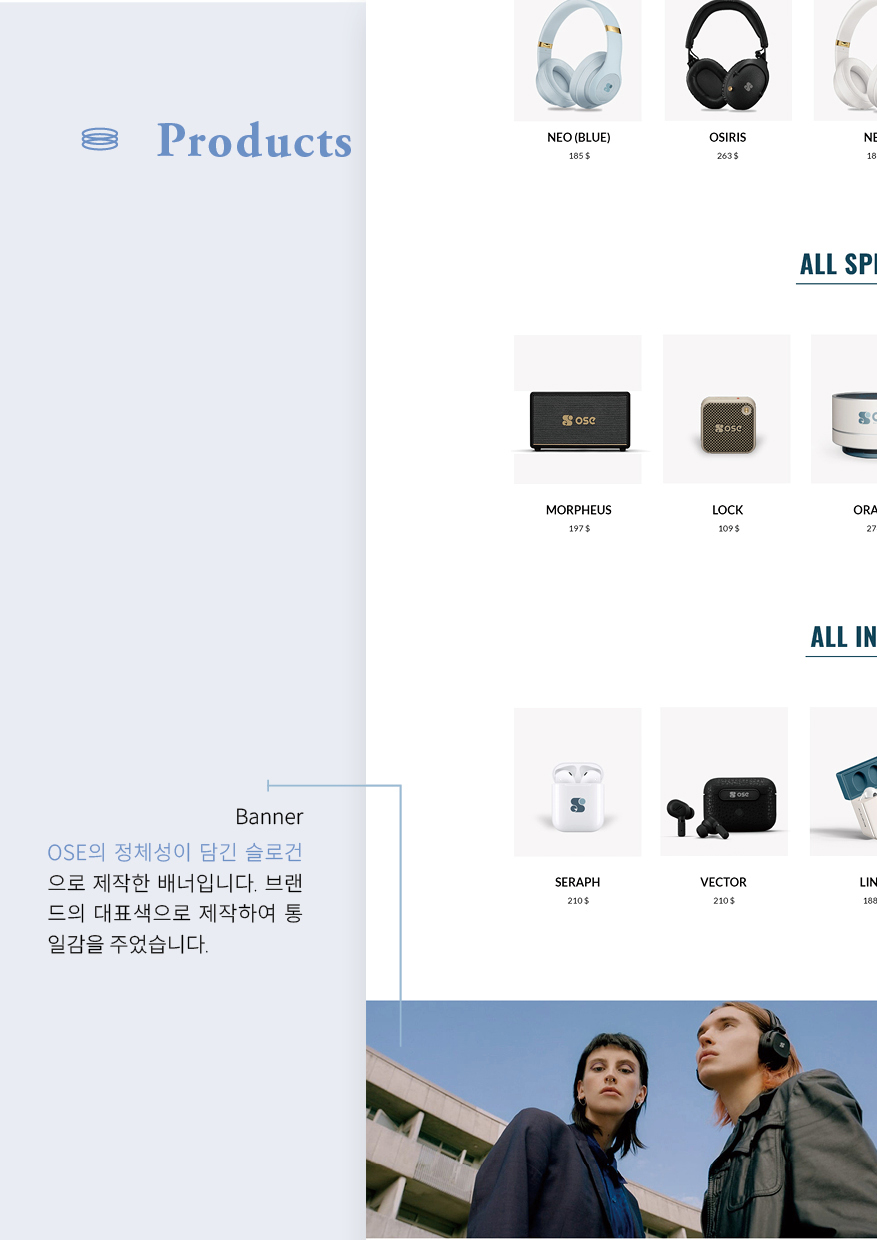 Products
NEO (BLUE)
185 $
OSIRIS
263 $
NE
18
ALL SP
MORPHEUS
197 $
LOCK
109 $
ORA
27
ose
ose
ALL IN
SERAPH
210 $
VECTOR
210 $
LIN
188
ose
Banner
OSE의 정체성이 담긴 슬로건
으로 제작한 배너입니다. 브랜
드의 대표색으로 제작하여 통
일감을 주었습니다.